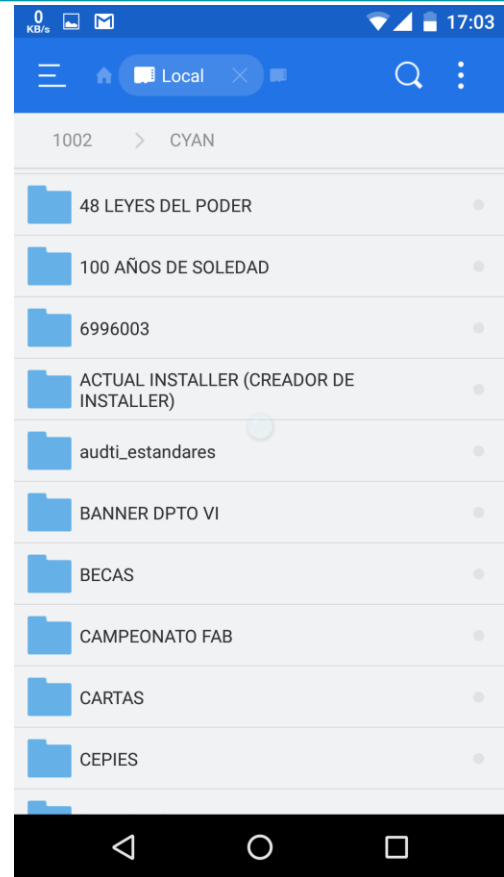 0
KB/s
17:03
Local
1002 > CYAN
48 LEYES DEL PODER
100 AÑOS DE SOLEDAD
6996003
ACTUAL INSTALLER (CREADOR DE
INSTALLER)
audti_estandares
BANNER DPTO VI
BECAS
CAMPEONATO FAB
CARTAS
CEPIES